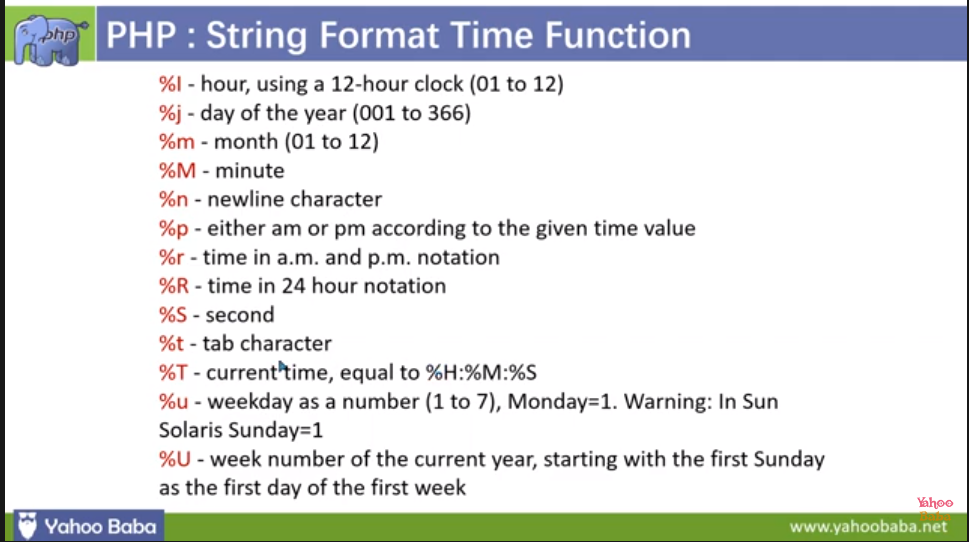 php
PHP : String Format Time Function
%I - hour, using a 12-hour clock (01 to 12)
%j - day of the year (001 to 366)
%m - month (01 to 12)
%M - minute
%n - newline character
%p - either am or pm according to the given time value
%r - time in a.m. and p.m. notation
%R - time in 24 hour notation
%S - second
%t - tab character
%T - current time, equal to %H:%M:%S
%u - weekday as a number (1 to 7), Monday=1. Warning: In Sun
Solaris Sunday=1
%U - week number of the current year, starting with the first Sunday
as the first day of the first week
Yahoo
Baba
Yahoo Baba
www.yahoobaba.net